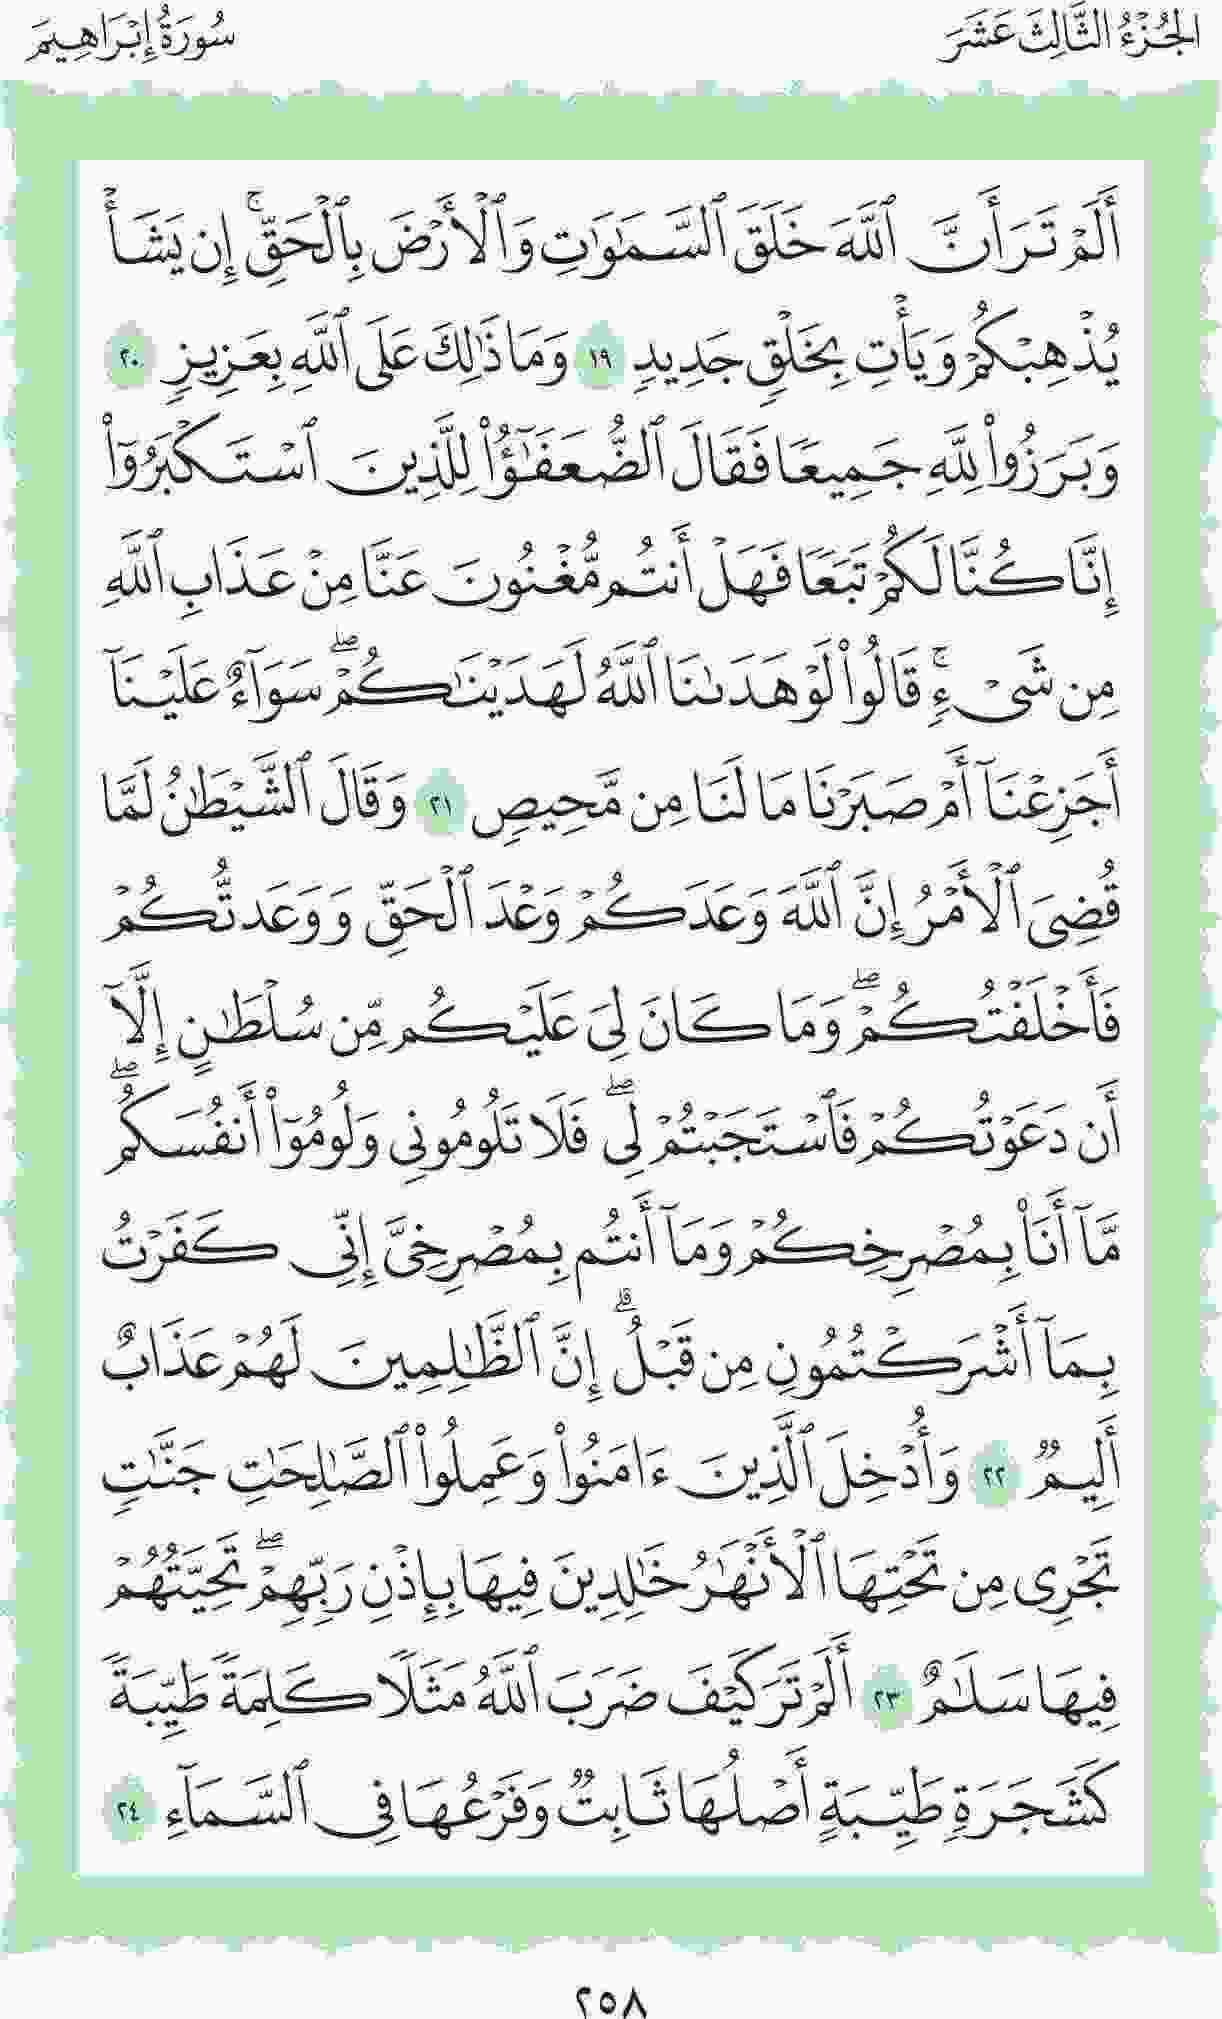 الجُزْءُ الثَّالِثَ عَشَرَ
سُورَةُ إِبْرَاهِيمَ
أَلَمْ تَرَ أَنَّ ٱللَّهَ خَلَقَ ٱلسَّمَٰوَٰتِ وَٱلْأَرْضَ بِٱلْحَقِّ ۚ إِن يَشَأْ
يُذْهِبْكُمْ وَيَأْتِ بِخَلْقٍ جَدِيدٍ ١٩ وَمَا ذَٰلِكَ عَلَى ٱللَّهِ بِعَزِيزٍ ٢٠
وَبَرَزُوا۟ لِلَّهِ جَمِيعًا فَقَالَ ٱلضُّعَفَٰٓؤُا۟ لِلَّذِينَ ٱسْتَكْبَرُوٓا۟
إِنَّا كُنَّا لَكُمْ تَبَعًا فَهَلْ أَنتُم مُّغْنُونَ عَنَّا مِنْ عَذَابِ ٱللَّهِ
مِن شَىْءٍ ۚ قَالُوا۟ لَوْ هَدَىٰنَا ٱللَّهُ لَهَدَيْنَٰكُمْ ۖ سَوَآءٌ عَلَيْنَآ
أَجَزِعْنَآ أَمْ صَبَرْنَا مَا لَنَا مِن مَّحِيصٍ ٢١ وَقَالَ ٱلشَّيْطَٰنُ لَمَّا
قُضِىَ ٱلْأَمْرُ إِنَّ ٱللَّهَ وَعَدَكُمْ وَعْدَ ٱلْحَقِّ وَوَعَدتُّكُمْ
فَأَخْلَفْتُكُمْ ۖ وَمَا كَانَ لِىَ عَلَيْكُم مِّن سُلْطَٰنٍ إِلَّآ
أَن دَعَوْتُكُمْ فَٱسْتَجَبْتُمْ لِى ۖ فَلَا تَلُومُونِى وَلُومُوٓا۟ أَنفُسَكُم ۖ
مَّآ أَنَا۠ بِمُصْرِخِكُمْ وَمَآ أَنتُم بِمُصْرِخِىَّ إِنِّى كَفَرْتُ
بِمَآ أَشْرَكْتُمُونِ مِن قَبْلُ ۗ إِنَّ ٱلظَّٰلِمِينَ لَهُمْ عَذَابٌ
أَلِيمٌ ٢٢ وَأُدْخِلَ ٱلَّذِينَ ءَامَنُوا۟ وَعَمِلُوا۟ ٱلصَّٰلِحَٰتِ جَنَّٰتٍ
تَجْرِى مِن تَحْتِهَا ٱلْأَنْهَٰرُ خَٰلِدِينَ فِيهَا بِإِذْنِ رَبِّهِمْ ۖ تَحِيَّتُهُمْ
فِيهَا سَلَٰمٌ ٢٣ أَلَمْ تَرَ كَيْفَ ضَرَبَ ٱللَّهُ مَثَلًا كَلِمَةً طَيِّبَةً
كَشَجَرَةٍ طَيِّبَةٍ أَصْلُهَا ثَابِتٌ وَفَرْعُهَا فِى ٱلسَّمَآءِ ٢٤
٢٥٨